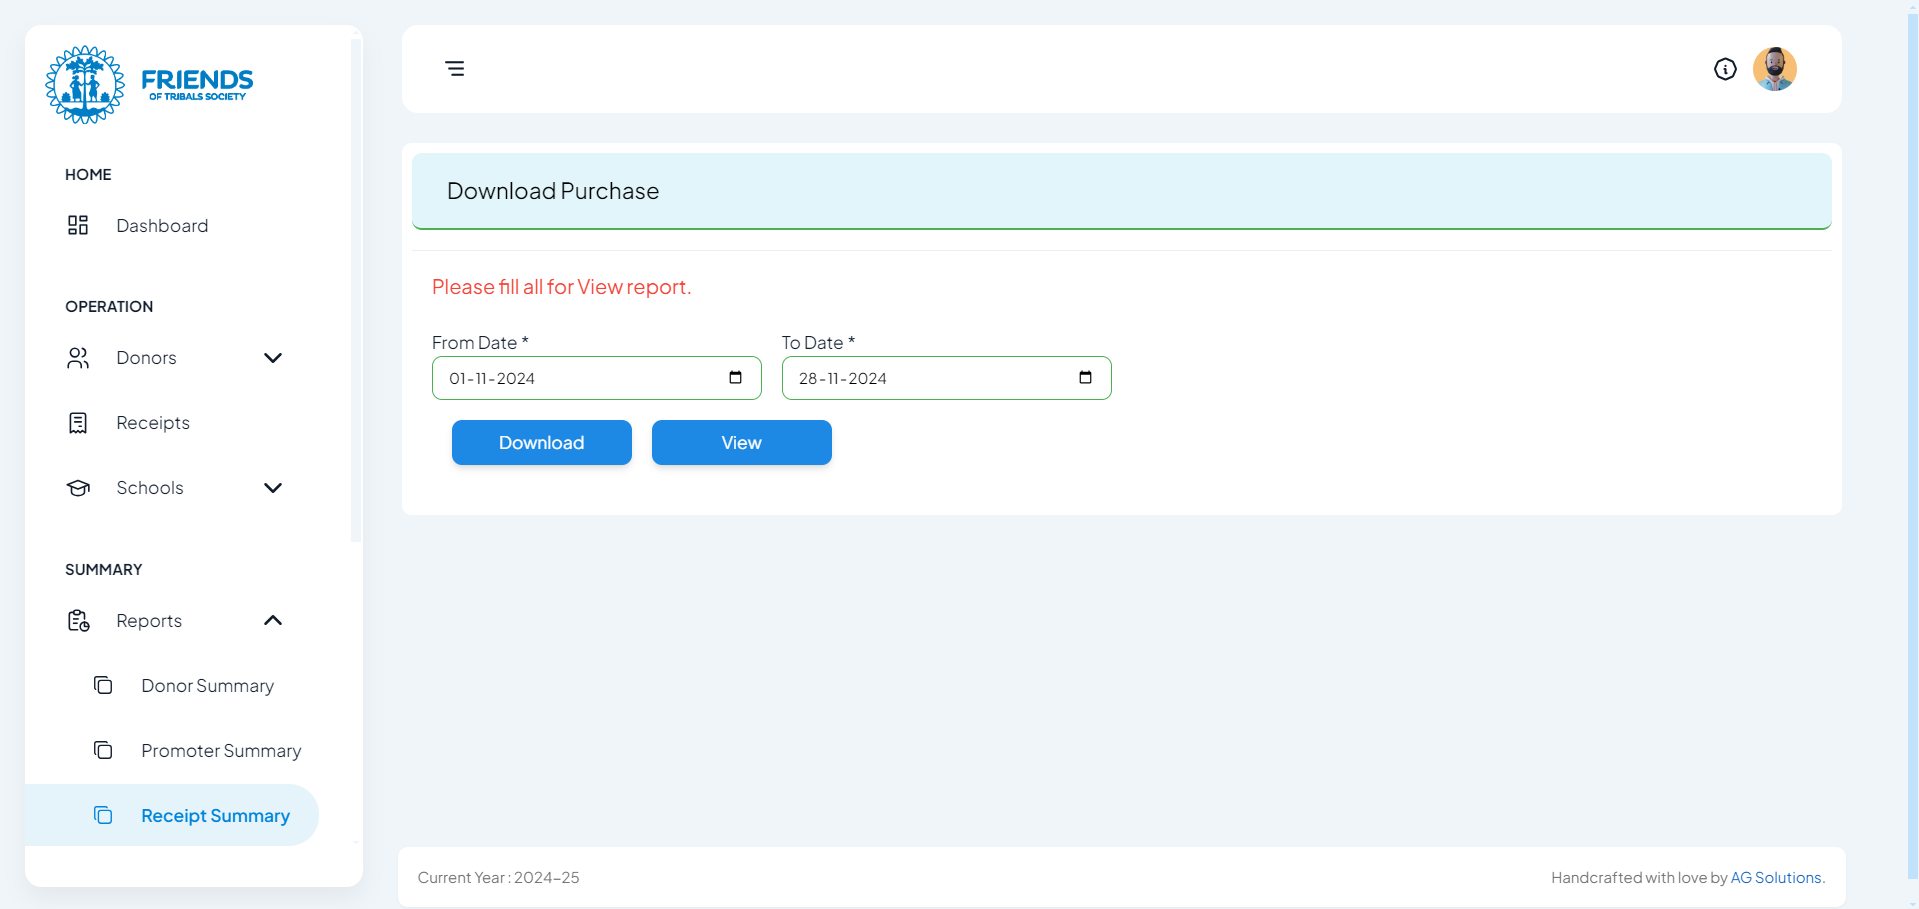 FRIENDS
OF TRIBALS SOCIETY
HOME
Dashboard
OPERATION
Donors
Receipts
Schools
SUMMARY
Reports
Donor Summary
Promoter Summary
Receipt Summary
Download Purchase
Please fill all for View report.
From Date * To Date *
01-11-2024 28-11-2024
Download View
Current Year : 2024-25 Handcrafted with love by AG Solutions.